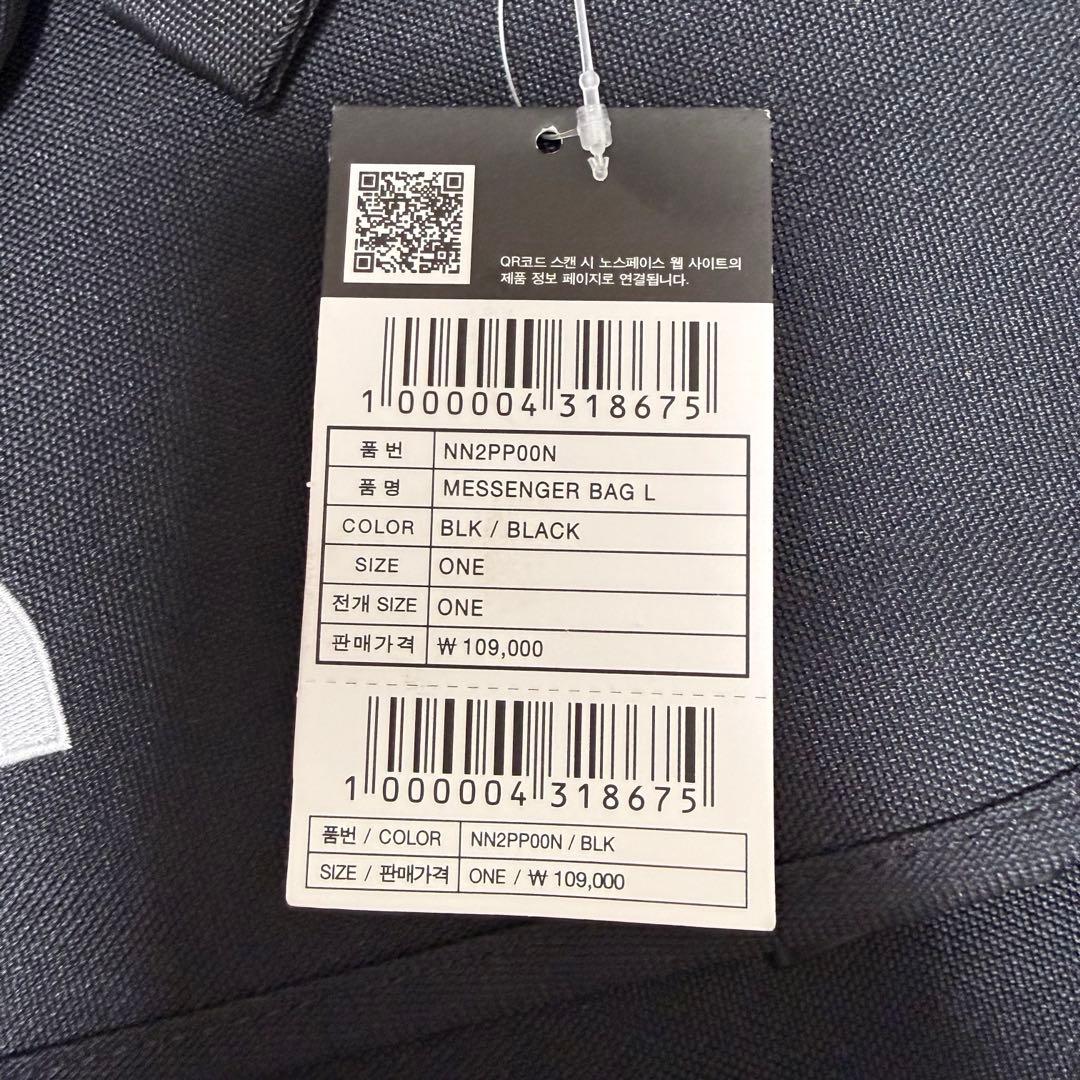 QR코드 스캔 시 노스페이스 웹 사이트의
제품 정보 페이지로 연결됩니다.
1 000004 318675
품 번 NN2PP00N
품 명 MESSENGER BAG L
COLOR BLK / BLACK
SIZE ONE
전개 SIZE ONE
판매가격 ₩ 109,000
1 000004 318675
품번 / COLOR NN2PP00N / BLK
SIZE / 판매가격 ONE / ₩ 109,000